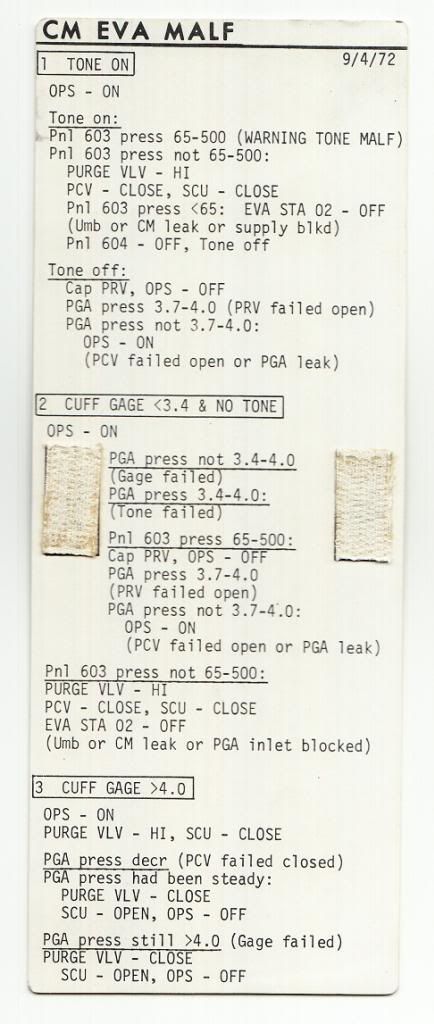 CM EVA MALF
9/4/72
1 TONE ON
OPS - ON
Tone on:
Pnl 603 press 65-500 (WARNING TONE MALF)
Pnl 603 press not 65-500:
PURGE VLV - HI
PCV - CLOSE, SCU - CLOSE
Pnl 603 press <65: EVA STA O2 - OFF
(Umb or CM leak or supply blkd)
Pnl 604 - OFF, Tone off
Tone off:
Cap PRV, OPS - OFF
PGA press 3.7-4.0 (PRV failed open)
PGA press not 3.7-4.0:
OPS - ON
(PCV failed open or PGA leak)
2 CUFF GAGE <3.4 & NO TONE
OPS - ON
PGA press not 3.4-4.0
(Gage failed)
PGA press 3.4-4.0:
(Tone failed)
Pnl 603 press 65-500:
Cap PRV, OPS - OFF
PGA press 3.7-4.0
(PRV failed open)
PGA press not 3.7-4.0:
OPS - ON
(PCV failed open or PGA leak)
Pnl 603 press not 65-500:
PURGE VLV - HI
PCV - CLOSE, SCU - CLOSE
EVA STA O2 - OFF
(Umb or CM leak or PGA inlet blocked)
3 CUFF GAGE >4.0
OPS - ON
PURGE VLV - HI, SCU - CLOSE
PGA press decr (PCV failed closed)
PGA press had been steady:
PURGE VLV - CLOSE
SCU - OPEN, OPS - OFF
PGA press still >4.0 (Gage failed)
PURGE VLV - CLOSE
SCU - OPEN, OPS - OFF